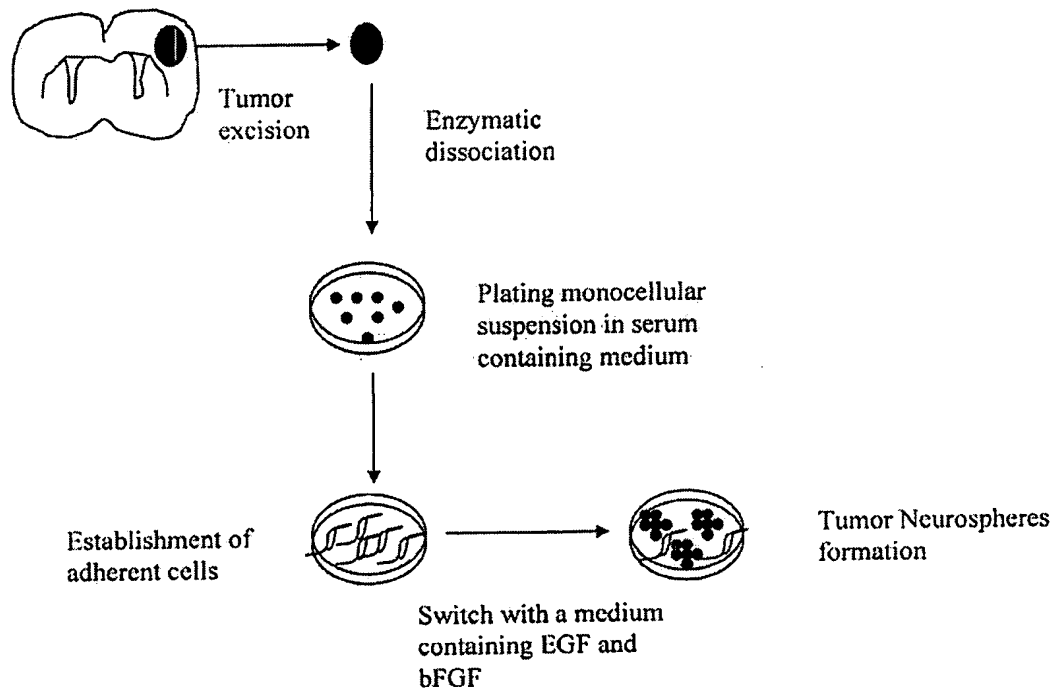 Tumor
excision
Enzymatic
dissociation
Plating monocellular
suspension in serum
containing medium
Establishment of
adherent cells
Switch with a medium
containing EGF and
bFGF
Tumor Neurospheres
formation